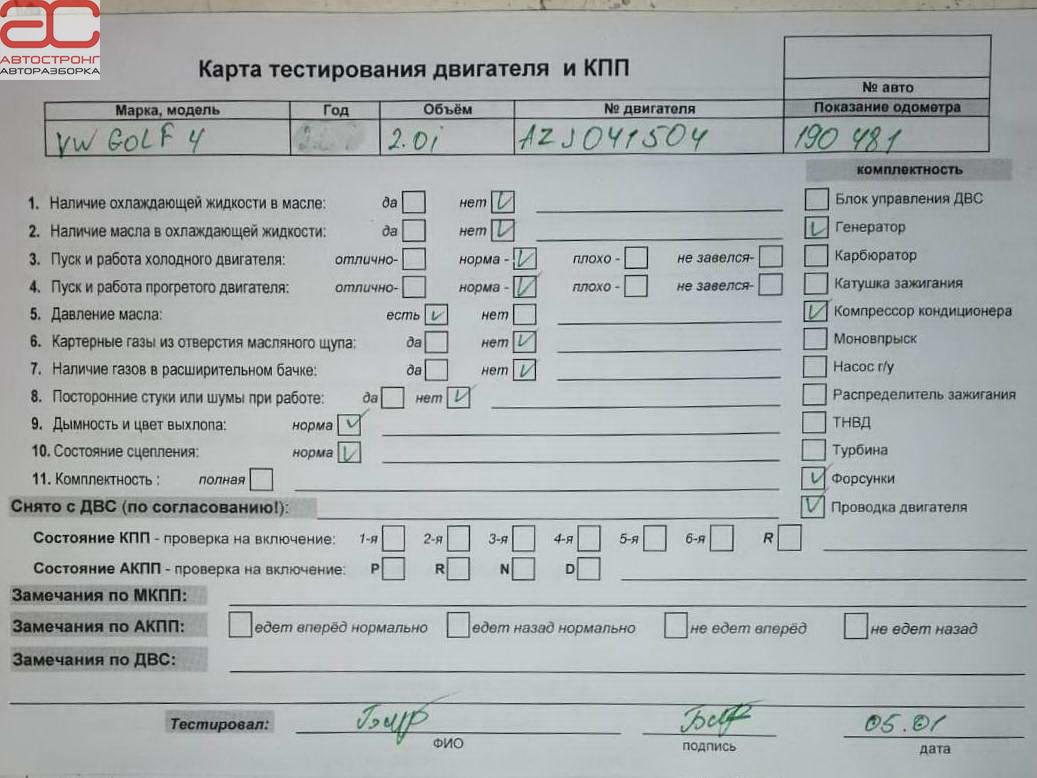 АС
АВТОСТРОНГ
АВТОРАЗБОРКА
Карта тестирования двигателя и КПП
№ авто
Марка, модель Год Объём № двигателя Показание одометра
VW GOLF 4 2.0i AZJ041504 190 481
комплектность
1. Наличие охлаждающей жидкости в масле: да нет V Блок управления ДВС
2. Наличие масла в охлаждающей жидкости: да нет V V Генератор
3. Пуск и работа холодного двигателя: отлично- норма - V плохо - не завелся- Карбюратор
4. Пуск и работа прогретого двигателя: отлично- норма - V плохо - не завелся- Катушка зажигания
5. Давление масла: есть V нет V Компрессор кондиционера
6. Картерные газы из отверстия масляного щупа: да нет V Моновпрыск
7. Наличие газов в расширительном бачке: да нет V Насос г/у
8. Посторонние стуки или шумы при работе: да нет V Распределитель зажигания
9. Дымность и цвет выхлопа: норма V ТНВД
10. Состояние сцепления: норма V Турбина
11. Комплектность : полная V Форсунки
Снято с ДВС (по согласованию!): V Проводка двигателя
Состояние КПП - проверка на включение: 1-я 2-я 3-я 4-я 5-я 6-я R
Состояние АКПП - проверка на включение: P R N D
Замечания по МКПП:
Замечания по АКПП: едет вперёд нормально едет назад нормально не едет вперёд не едет назад
Замечания по ДВС:
Тестировал: 05.01
ФИО подпись дата